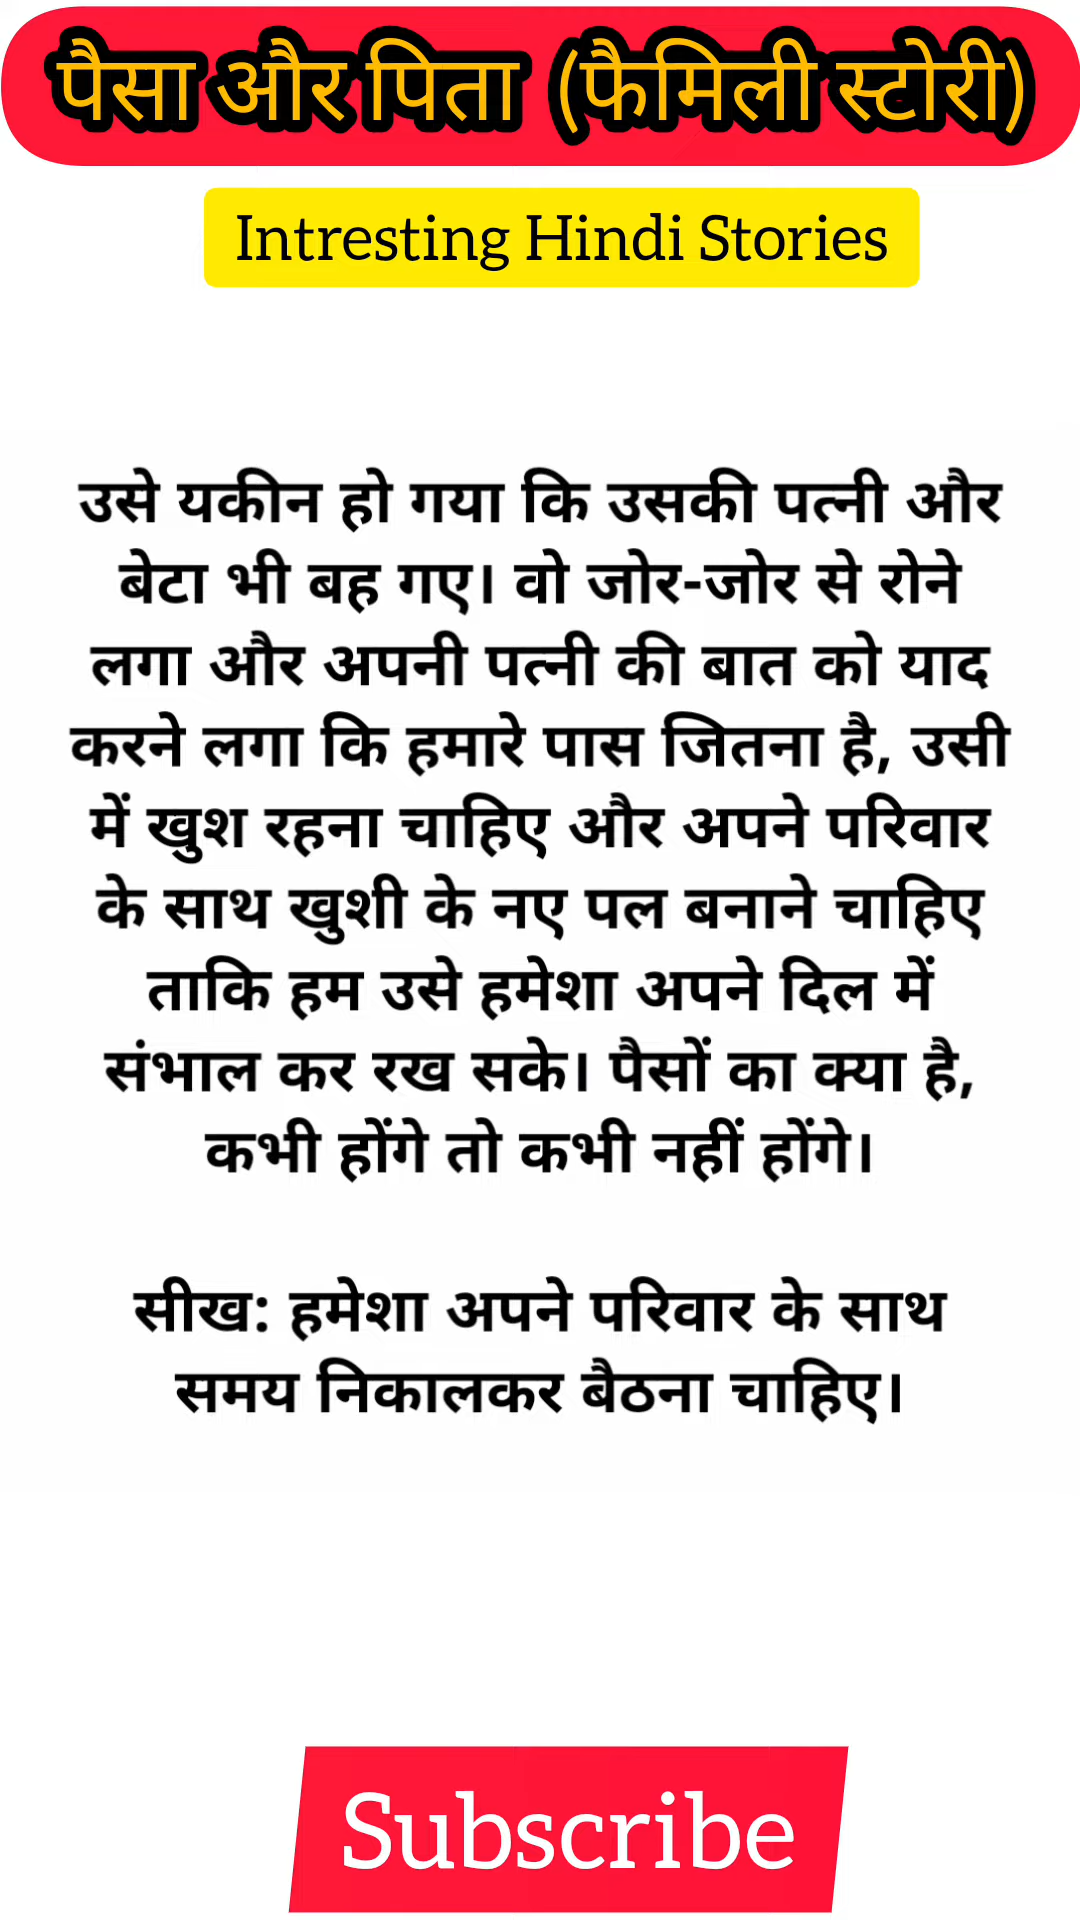 पैसा और पिता (फैमिली स्टोरी)
Intresting Hindi Stories
उसे यकीन हो गया कि उसकी पत्नी और
बेटा भी बह गए। वो जोर-जोर से रोने
लगा और अपनी पत्नी की बात को याद
करने लगा कि हमारे पास जितना है, उसी
में खुश रहना चाहिए और अपने परिवार
के साथ खुशी के नए पल बनाने चाहिए
ताकि हम उसे हमेशा अपने दिल में
संभाल कर रख सके। पैसों का क्या है,
कभी होंगे तो कभी नहीं होंगे।
सीख: हमेशा अपने परिवार के साथ
समय निकालकर बैठना चाहिए।
Subscribe